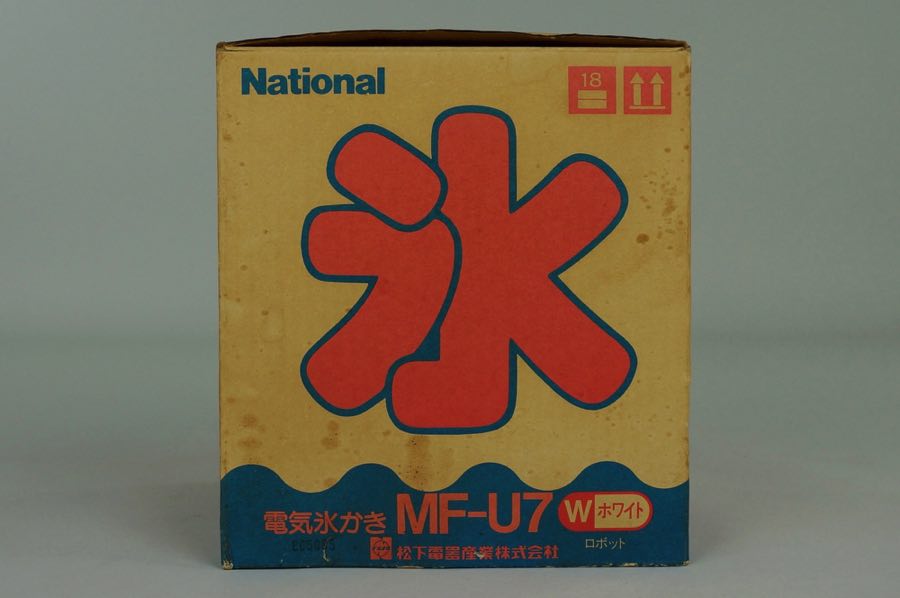 National
18
氷
電気氷かき MF-U7 W ホワイト
ロボット
松下電器産業株式会社